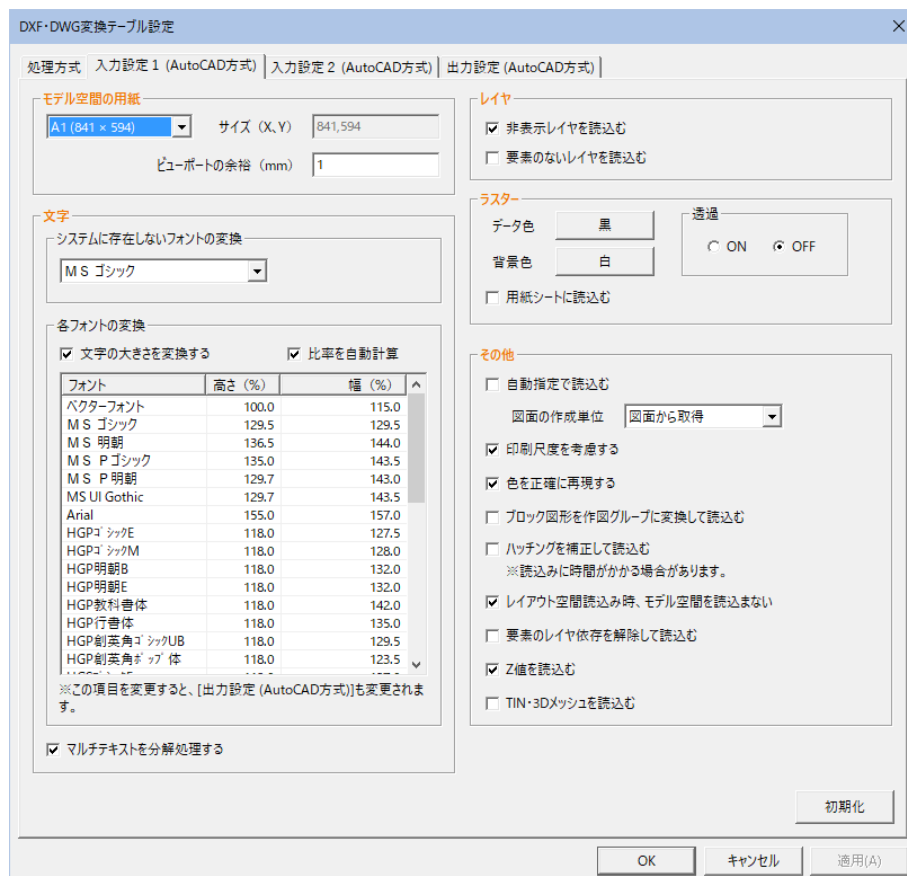 DXF・DWG変換テーブル設定
処理方式 入力設定1 (AutoCAD方式) 入力設定2 (AutoCAD方式) 出力設定 (AutoCAD方式)
モデル空間の用紙
A1 (841 × 594) サイズ (X、Y) 841,594
ビューポートの余裕 (mm) 1
文字
システムに存在しないフォントの変換
MS ゴシック
各フォントの変換
文字の大きさを変換する 比率を自動計算
フォント 高さ (%) 幅 (%)
ベクターフォント 100.0 115.0
MS ゴシック 129.5 129.5
MS 明朝 136.5 144.0
MS Pゴシック 135.0 143.5
MS P明朝 129.7 143.0
MS UI Gothic 129.7 143.5
Arial 155.0 157.0
HGPゴシックE 118.0 127.5
HGPゴシックM 118.0 128.0
HGP明朝B 118.0 132.0
HGP明朝E 118.0 132.0
HGP教科書体 118.0 142.0
HGP行書体 118.0 135.0
HGP創英角ゴシックUB 118.0 129.5
HGP創英角ポップ体 118.0 123.5
※この項目を変更すると、[出力設定 (AutoCAD方式)]も変更されま
す。
マルチテキストを分解処理する
レイヤ
非表示レイヤを読込む
要素のないレイヤを読込む
ラスター
データ色 黒
背景色 白
透過
ON OFF
用紙シートに読込む
その他
自動指定で読込む
図面の作成単位 図面から取得
印刷尺度を考慮する
色を正確に再現する
ブロック図形を作図グループに変換して読込む
ハッチングを補正して読込む
※読込みに時間がかかる場合があります。
レイアウト空間読込み時、モデル空間を読込まない
要素のレイヤ依存を解除して読込む
Z値を読込む
TIN・3Dメッシュを読込む
初期化
OK キャンセル 適用(A)